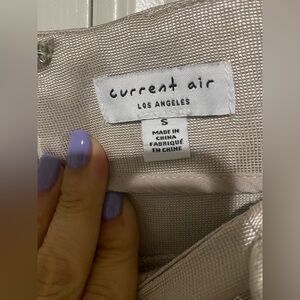 current air
LOS ANGELES
S
MADE IN
CHINA
FABRIQUÉ
EN CHINE